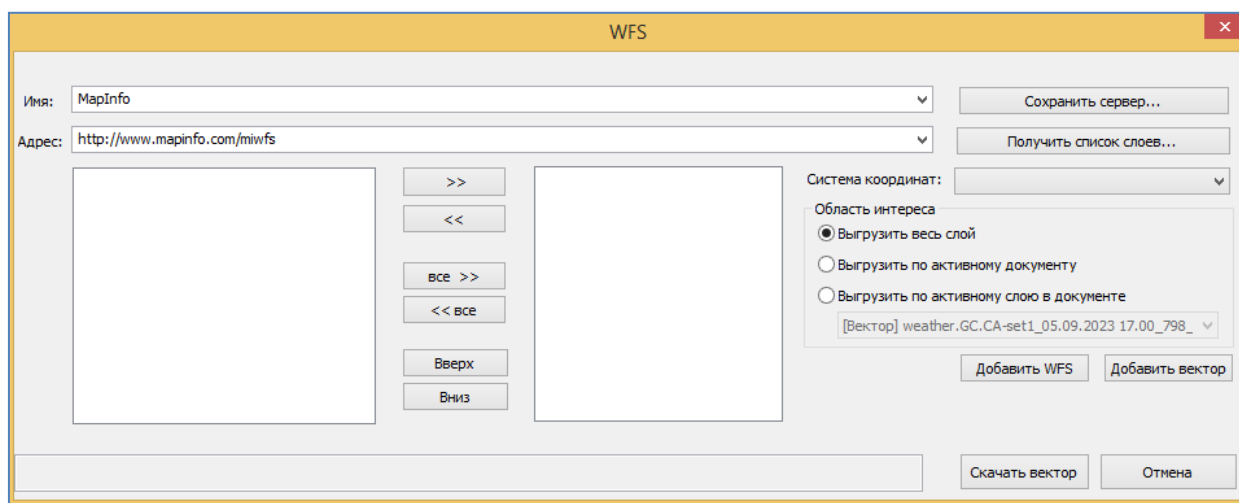 WFS
Имя: MapInfo
Сохранить сервер...
Адрес: http://www.mapinfo.com/miwfs
Получить список слоев...
>>
<<
все >>
<< все
Вверх
Вниз
Система координат:
Область интереса
Выгрузить весь слой
Выгрузить по активному документу
Выгрузить по активному слою в документе
[Вектор] weather.GC.CA-set1_05.09.2023 17.00_798_
Добавить WFS
Добавить вектор
Скачать вектор
Отмена